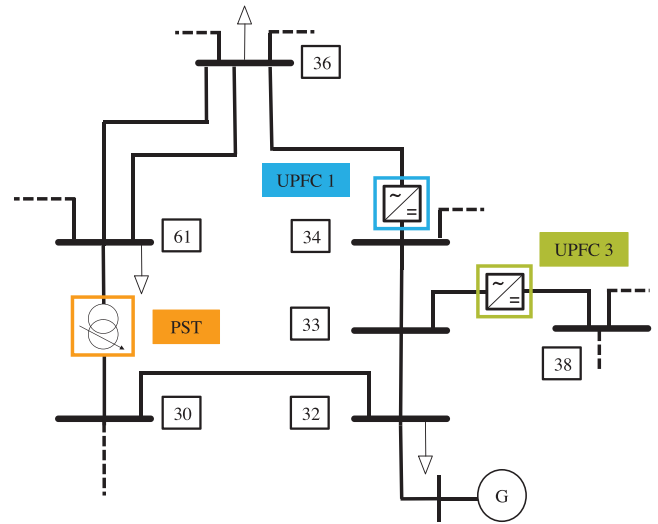 36
UPFC 1
~
=
61
34
UPFC 3
~
=
PST
33
38
30
32
G